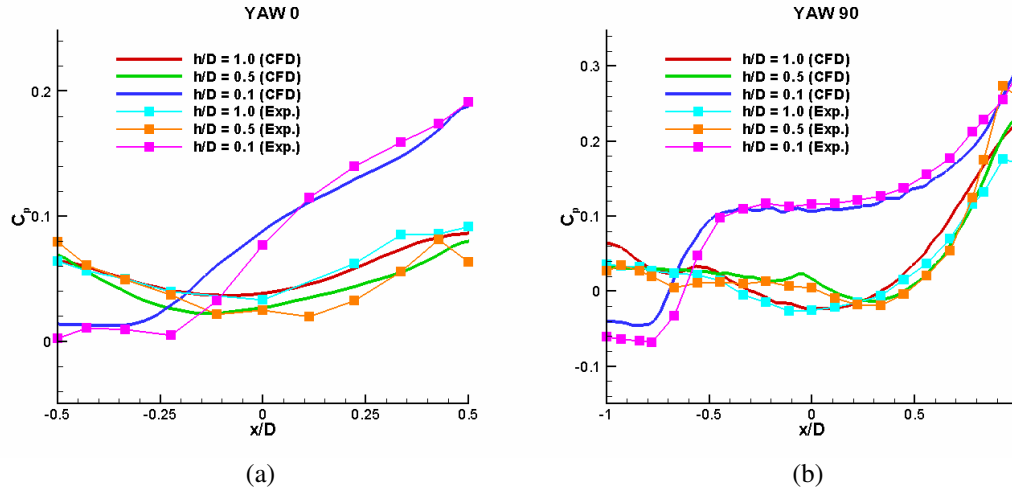 YAW 0
h/D = 1.0 (CFD)
h/D = 0.5 (CFD)
h/D = 0.1 (CFD)
h/D = 1.0 (Exp.)
h/D = 0.5 (Exp.)
h/D = 0.1 (Exp.)
0.2
0.1
0
Cp
-0.5
-0.25
0
0.25
0.5
x/D
(a)
YAW 90
h/D = 1.0 (CFD)
h/D = 0.5 (CFD)
h/D = 0.1 (CFD)
h/D = 1.0 (Exp.)
h/D = 0.5 (Exp.)
h/D = 0.1 (Exp.)
0.3
0.2
0.1
0
-0.1
Cp
-1
-0.5
0
0.5
x/D
(b)